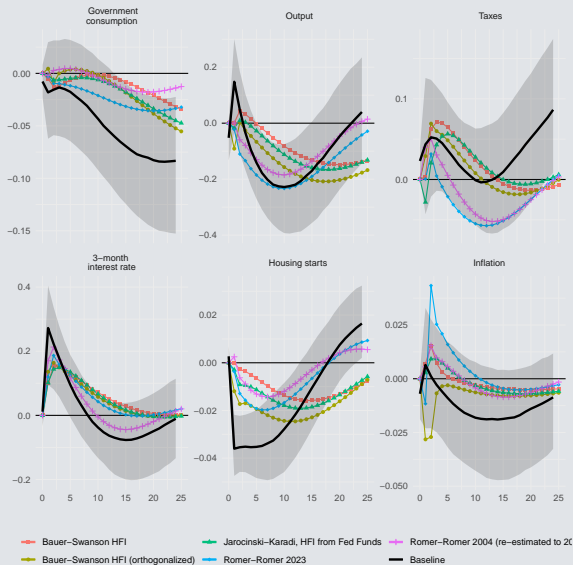 Government
consumption
Output
Taxes
0.00
−0.05
−0.10
−0.15
0.2
0.0
−0.2
−0.4
0.1
0.0
3−month
interest rate
Housing starts
Inflation
0.4
0.2
0.0
−0.2
0.00
−0.02
−0.04
0.025
0.000
−0.025
−0.050
0 5 10 15 20 25
0 5 10 15 20 25
0 5 10 15 20 25
Bauer−Swanson HFI
Jarocinski−Karadi, HFI from Fed Funds
Romer−Romer 2004 (re−estimated to 20
Bauer−Swanson HFI (orthogonalized)
Romer−Romer 2023
Baseline